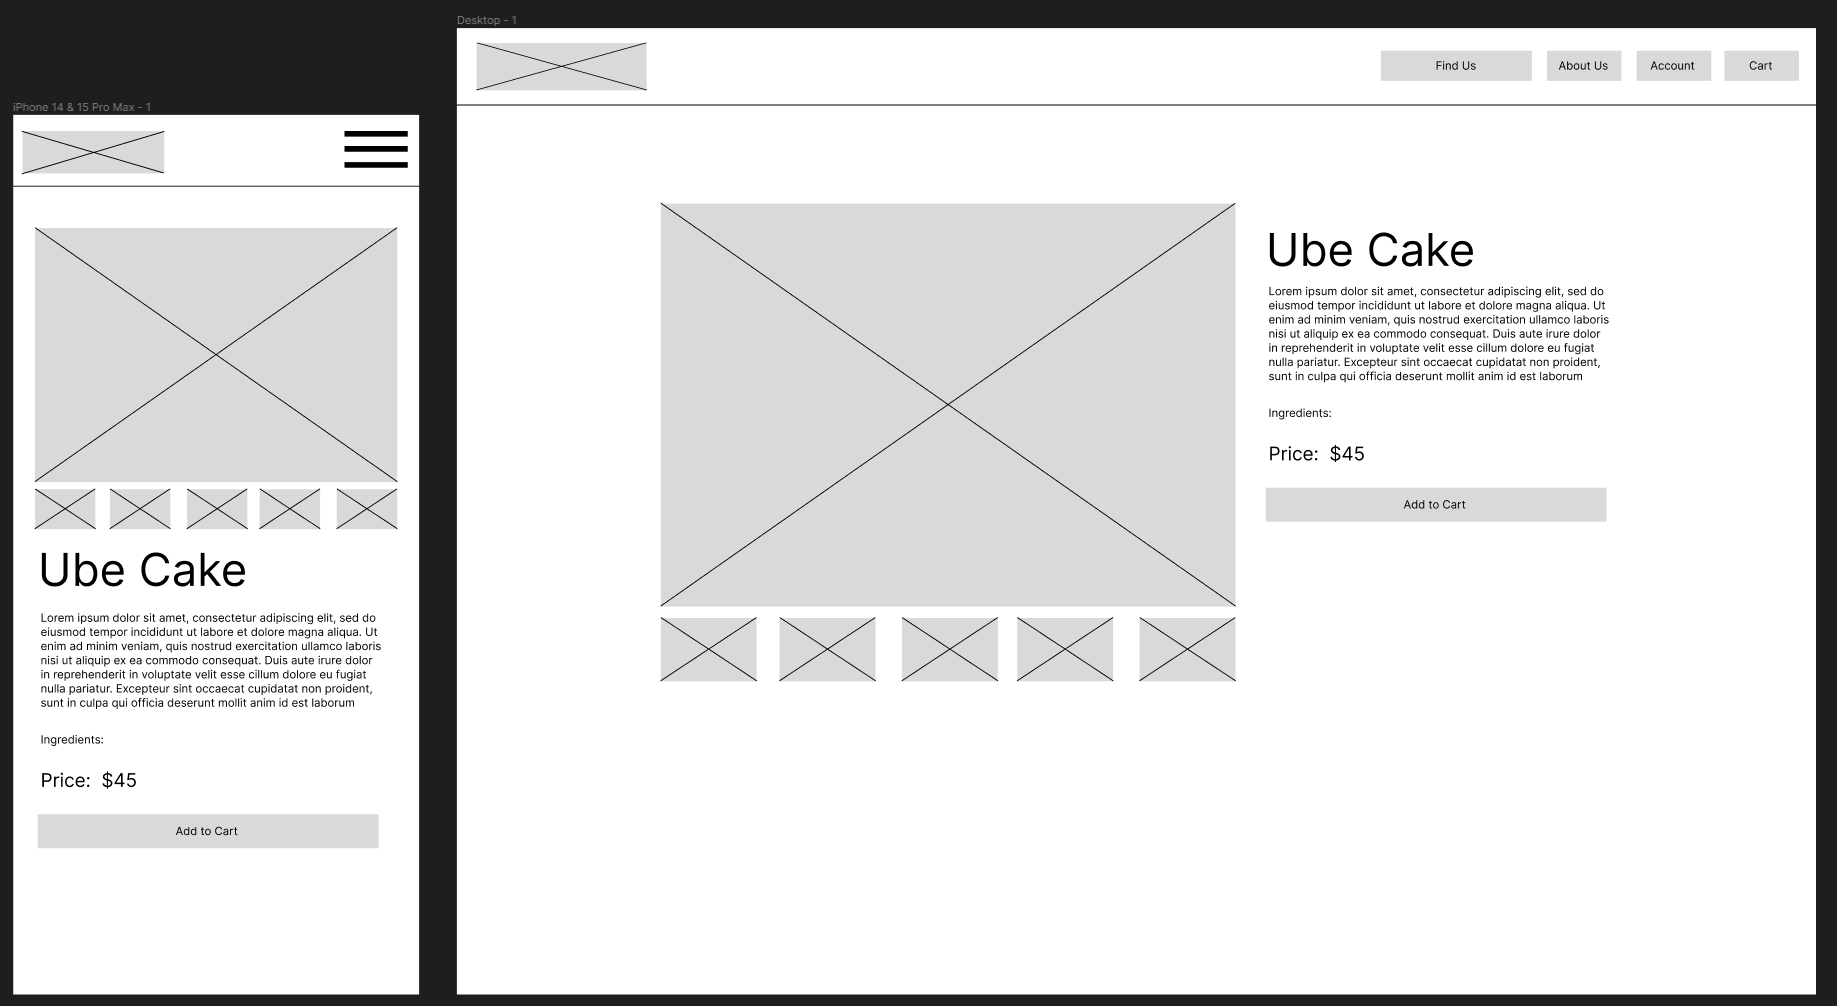 iPhone 14 & 15 Pro Max - 1
Ube Cake
Lorem ipsum dolor sit amet, consectetur adipiscing elit, sed do
eiusmod tempor incididunt ut labore et dolore magna aliqua. Ut
enim ad minim veniam, quis nostrud exercitation ullamco laboris
nisi ut aliquip ex ea commodo consequat. Duis aute irure dolor
in reprehenderit in voluptate velit esse cillum dolore eu fugiat
nulla pariatur. Excepteur sint occaecat cupidatat non proident,
sunt in culpa qui officia deserunt mollit anim id est laborum
Ingredients:
Price: $45
Add to Cart
Desktop - 1
Find Us
About Us
Account
Cart
Ube Cake
Lorem ipsum dolor sit amet, consectetur adipiscing elit, sed do
eiusmod tempor incididunt ut labore et dolore magna aliqua. Ut
enim ad minim veniam, quis nostrud exercitation ullamco laboris
nisi ut aliquip ex ea commodo consequat. Duis aute irure dolor
in reprehenderit in voluptate velit esse cillum dolore eu fugiat
nulla pariatur. Excepteur sint occaecat cupidatat non proident,
sunt in culpa qui officia deserunt mollit anim id est laborum
Ingredients:
Price: $45
Add to Cart